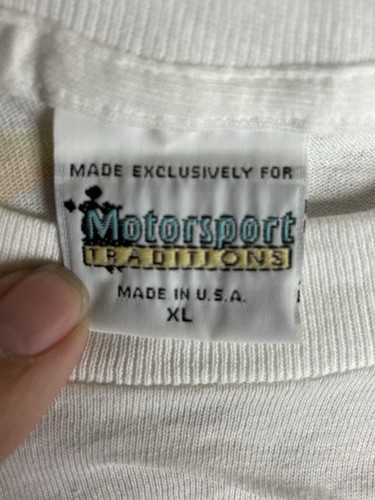 MADE EXCLUSIVELY FOR
Motorsport
TRADITIONS
MADE IN U.S.A.
XL